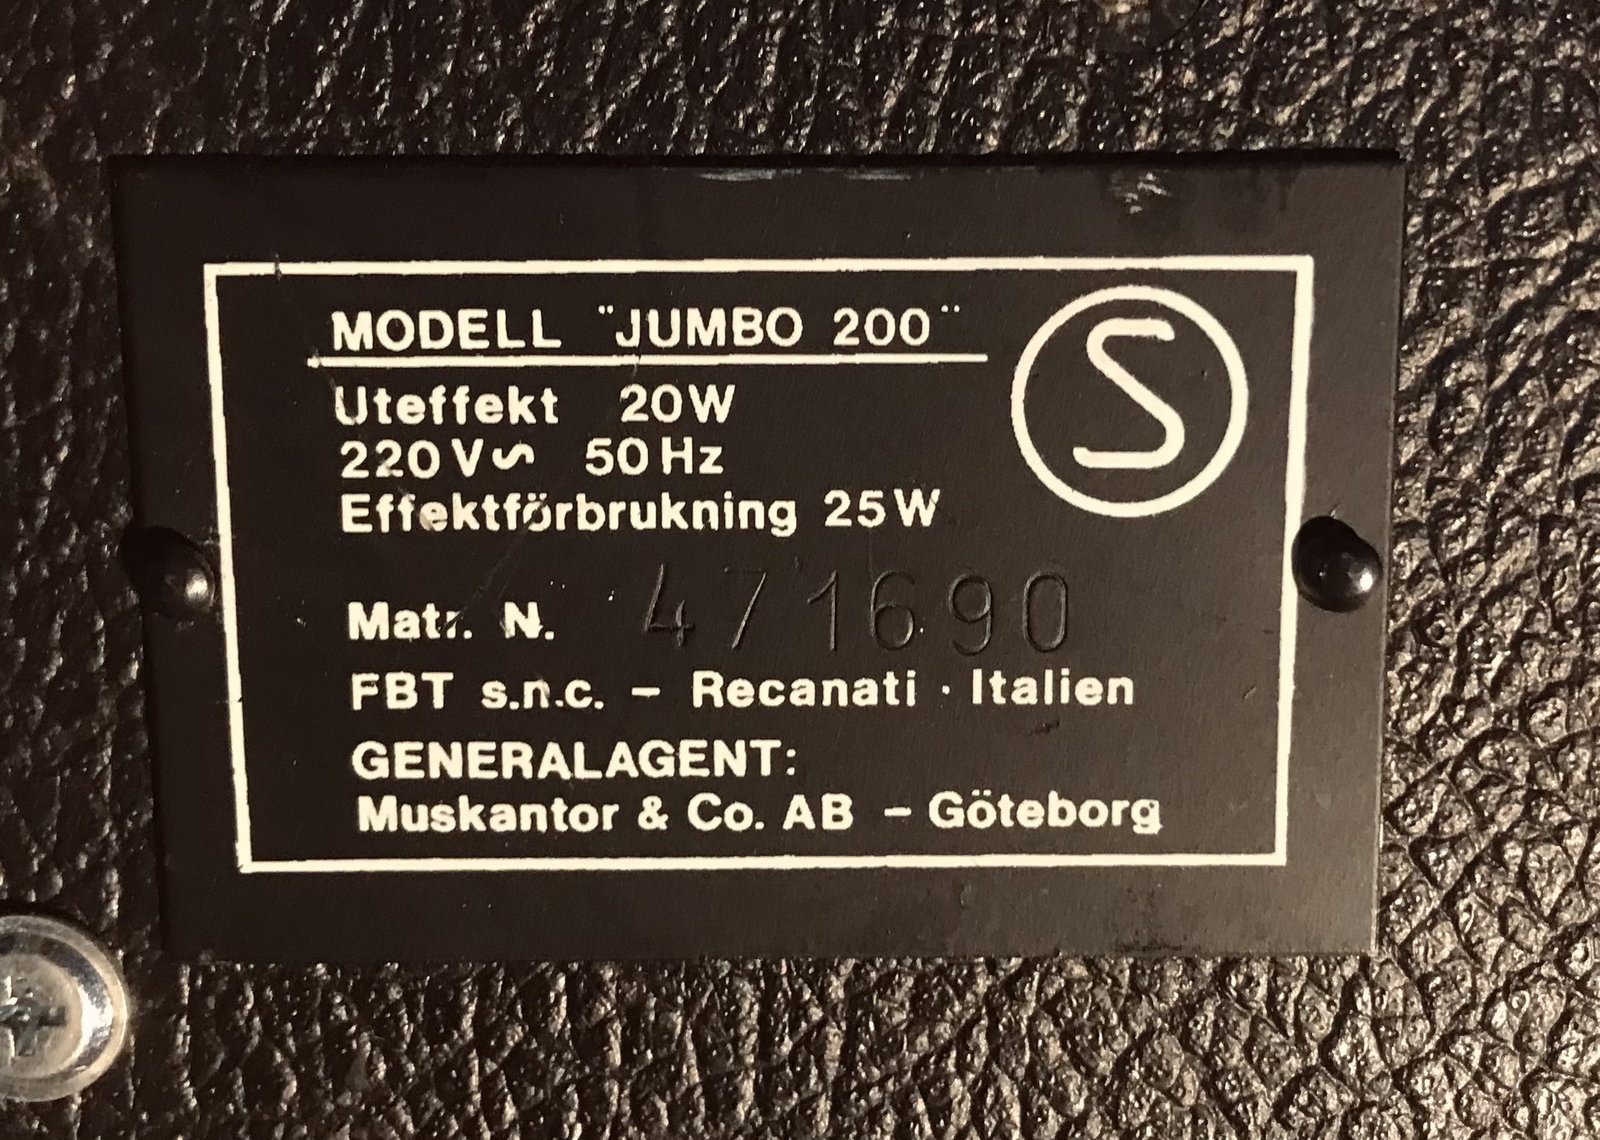 MODELL "JUMBO 200"
S
Uteffekt 20W
220V~ 50Hz
Effektförbrukning 25W
Matr. N. 471690
FBT s.n.c. – Recanati · Italien
GENERALAGENT:
Muskantor & Co. AB – Göteborg